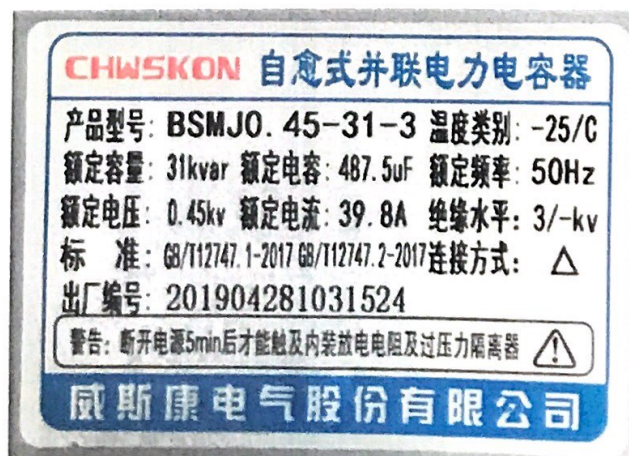 CHWSKON 自愈式并联电力电容器
产品型号: BSMJ0.45-31-3 温度类别: -25/C
额定容量: 31kvar 额定电容: 487.5uF 额定频率: 50Hz
额定电压: 0.45kv 额定电流: 39.8A 绝缘水平: 3/-kv
标 准: GB/T12747.1-2017 GB/T12747.2-2017 连接方式: △
出厂编号: 201904281031524
警告: 断开电源5min后才能触及内装放电电阻及过压力隔离器
威斯康电气股份有限公司